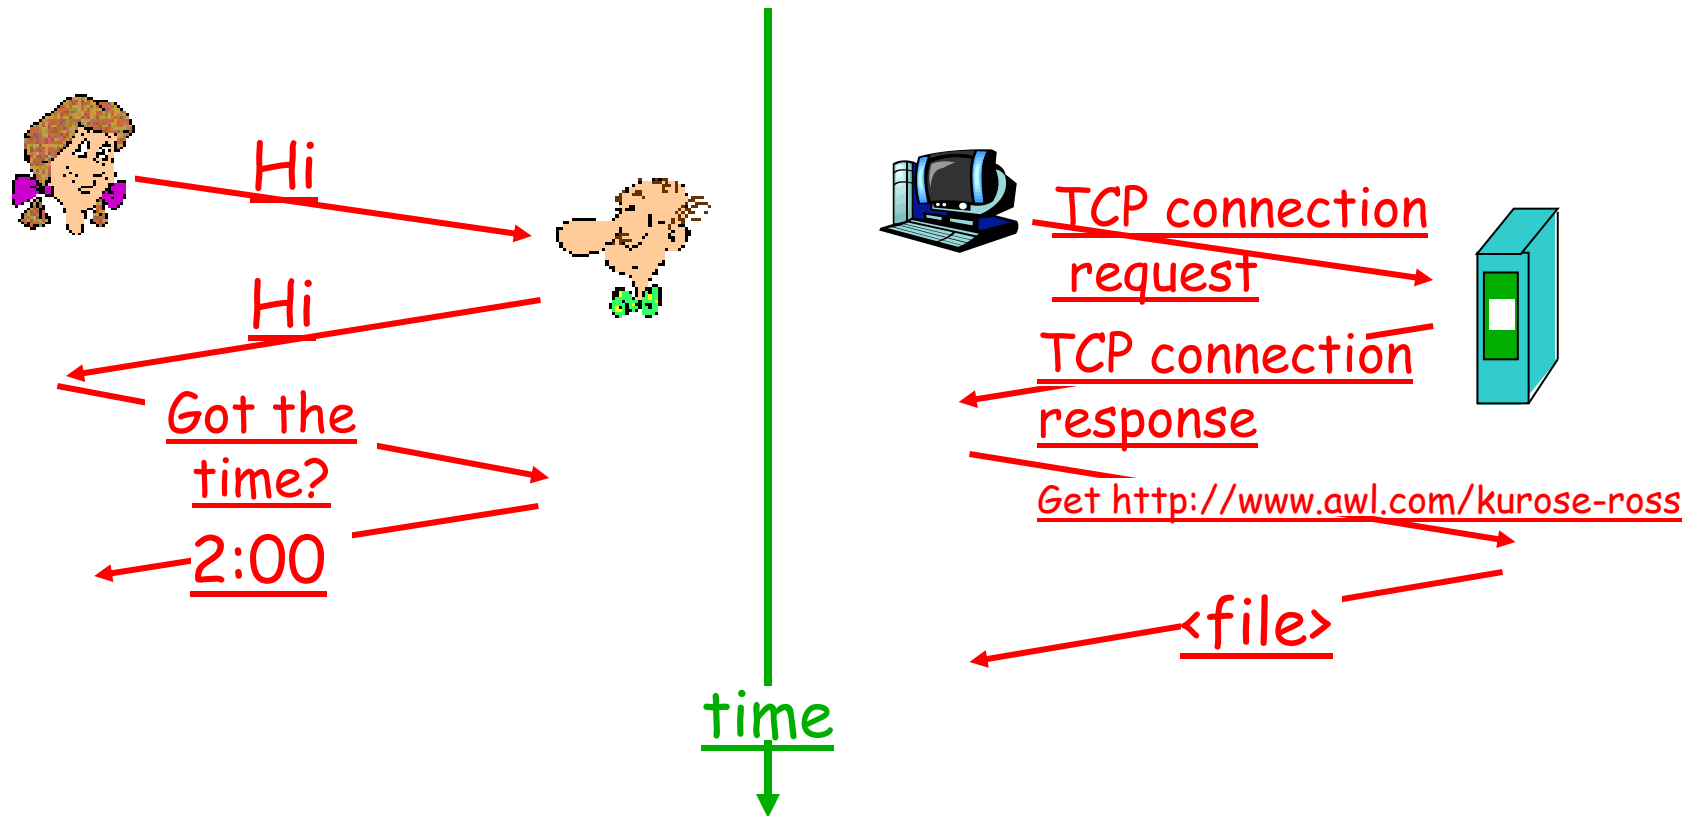 Hi
Hi
Got the
time?
2:00
TCP connection
request
TCP connection
response
Get http://www.awl.com/kurose-ross
<file>
time